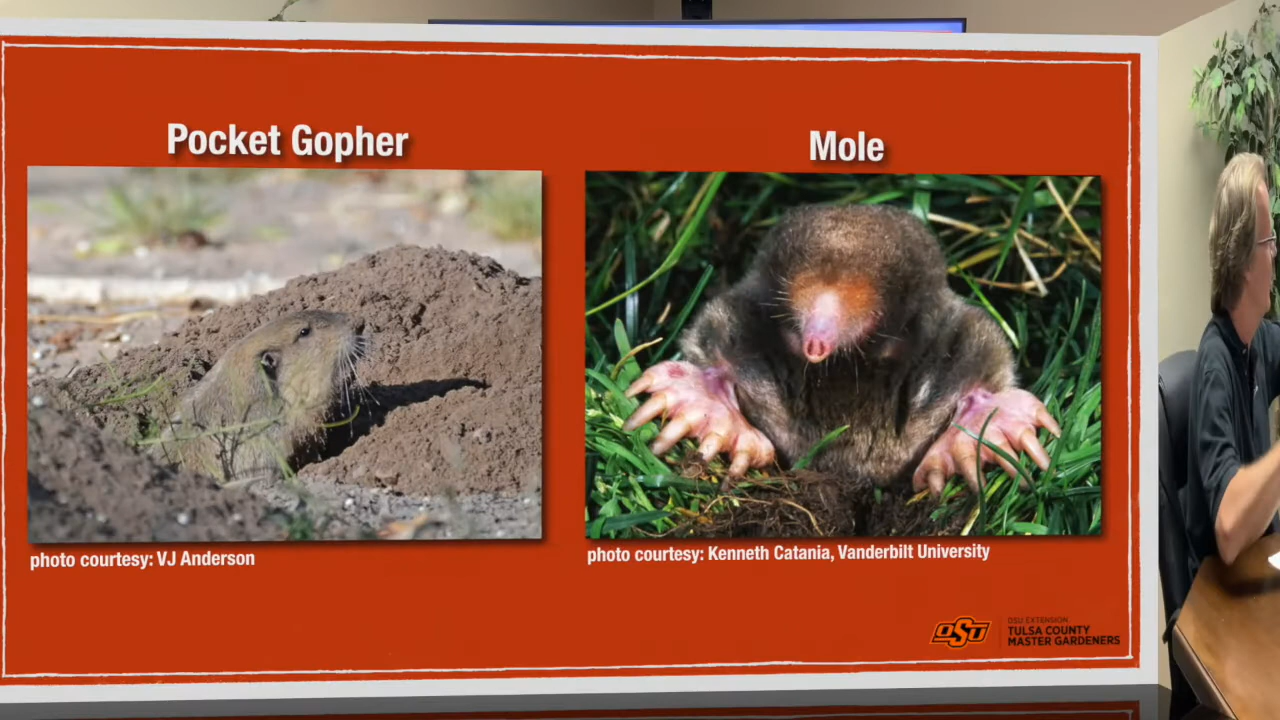 Pocket Gopher
Mole
photo courtesy: VJ Anderson
photo courtesy: Kenneth Catania, Vanderbilt University
OSU
OSU EXTENSION
TULSA COUNTY
MASTER GARDENERS